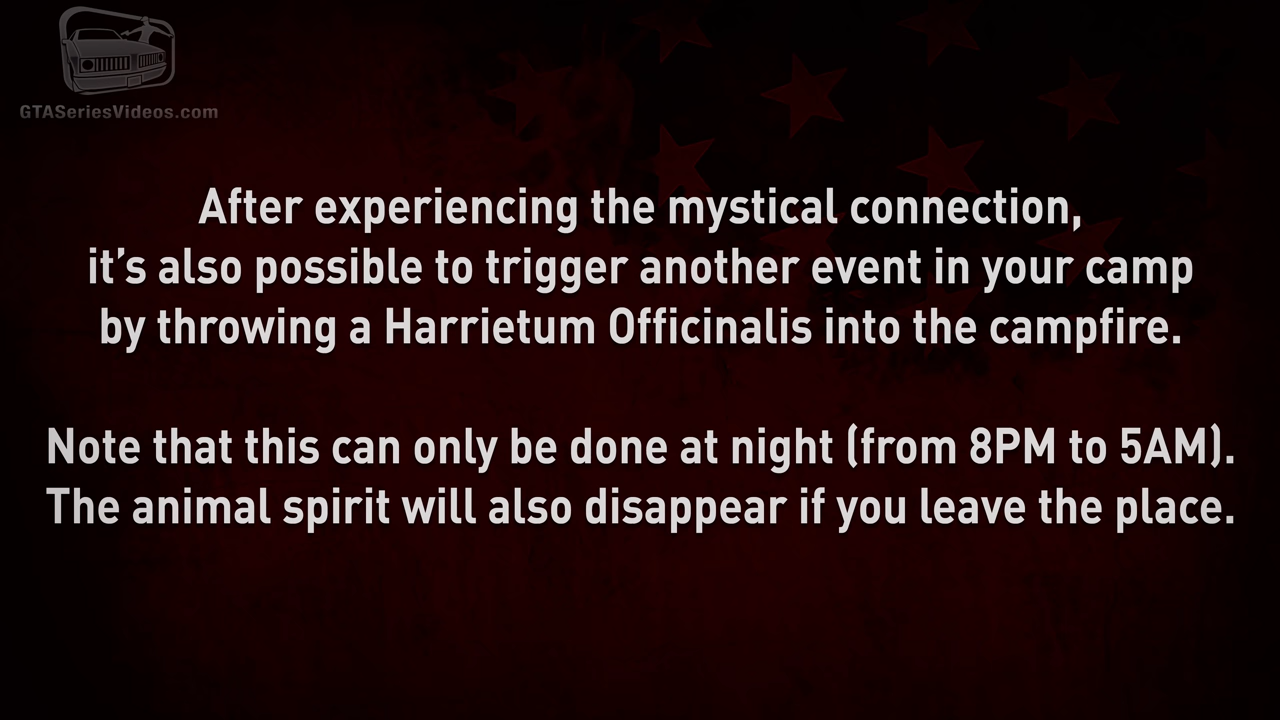 GTASeriesVideos.com
After experiencing the mystical connection,
it’s also possible to trigger another event in your camp
by throwing a Harrietum Officinalis into the campfire.
Note that this can only be done at night (from 8PM to 5AM).
The animal spirit will also disappear if you leave the place.